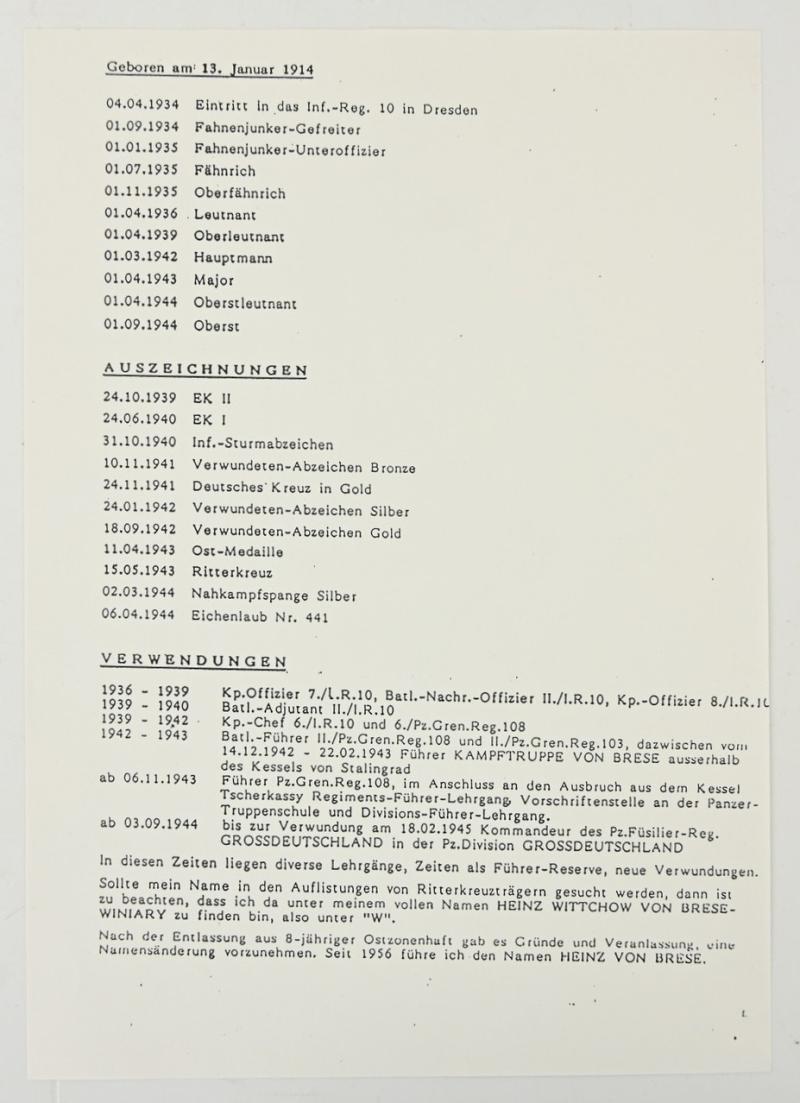 Geboren am: 13. Januar 1914
04.04.1934 Eintritt in das Inf.-Reg. 10 in Dresden
01.09.1934 Fahnenjunker-Gefreiter
01.01.1935 Fahnenjunker-Unteroffizier
01.07.1935 Fähnrich
01.11.1935 Oberfähnrich
01.04.1936 Leutnant
01.04.1939 Oberleutnant
01.03.1942 Hauptmann
01.04.1943 Major
01.04.1944 Oberstleutnant
01.09.1944 Oberst
AUSZEICHNUNGEN
24.10.1939 EK II
24.06.1940 EK I
31.10.1940 Inf.-Sturmabzeichen
10.11.1941 Verwundeten-Abzeichen Bronze
24.11.1941 Deutsches Kreuz in Gold
24.01.1942 Verwundeten-Abzeichen Silber
18.09.1942 Verwundeten-Abzeichen Gold
11.04.1943 Ost-Medaille
15.05.1943 Ritterkreuz
02.03.1944 Nahkampfspange Silber
06.04.1944 Eichenlaub Nr. 441
VERWENDUNGEN
1936 - 1939 Kp.Offizier 7./I.R.10, Batl.-Nachr.-Offizier II./I.R.10, Kp.-Offizier 8./I.R.10
1939 - 1940 Batl.-Adjutant II./I.R.10
1939 - 1942 Kp.-Chef 6./I.R.10 und 6./Pz.Gren.Reg.108
1942 - 1943 Batl.-Führer II./Pz.Gren.Reg.108 und II./Pz.Gren.Reg.103, dazwischen vom
14.12.1942 - 22.02.1943 Führer KAMPFTRUPPE VON BRESE ausserhalb
des Kessels von Stalingrad
ab 06.11.1943 Führer Pz.Gren.Reg.108, im Anschluss an den Ausbruch aus dem Kessel
Tscherkassy Regiments-Führer-Lehrgang, Vorschriftenstelle an der Panzer-
Truppenschule und Divisions-Führer-Lehrgang.
ab 03.09.1944 bis zur Verwundung am 18.02.1945 Kommandeur des Pz.Füsilier-Reg.
GROSSDEUTSCHLAND in der Pz.Division GROSSDEUTSCHLAND
In diesen Zeiten liegen diverse Lehrgänge, Zeiten als Führer-Reserve, neue Verwundungen.
Sollte mein Name in den Auflistungen von Ritterkreuzträgern gesucht werden, dann ist
zu beachten, dass ich da unter meinem vollen Namen HEINZ WITTCHOW VON BRESE-
WINIARY zu finden bin, also unter "W".
Nach der Entlassung aus 8-jähriger Ostzonenhaft gab es Gründe und Veranlassung, eine
Namensänderung vorzunehmen. Seit 1956 führe ich den Namen HEINZ VON BRESE.